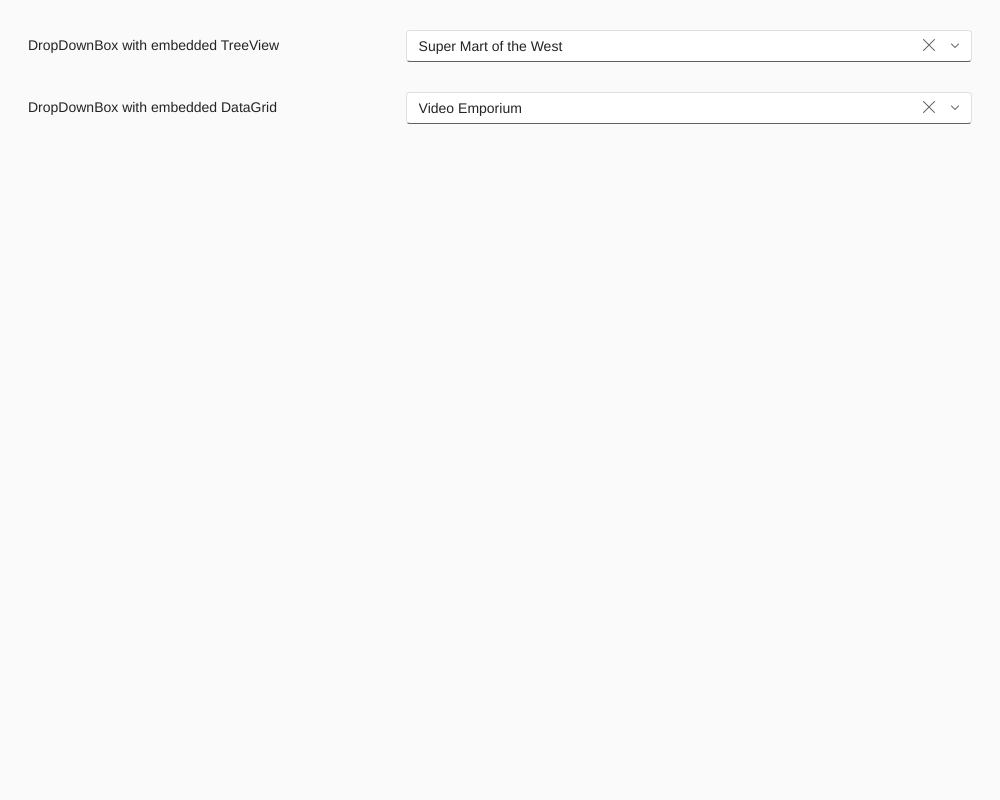 DropDownBox with embedded TreeView
Super Mart of the West
DropDownBox with embedded DataGrid
Video Emporium